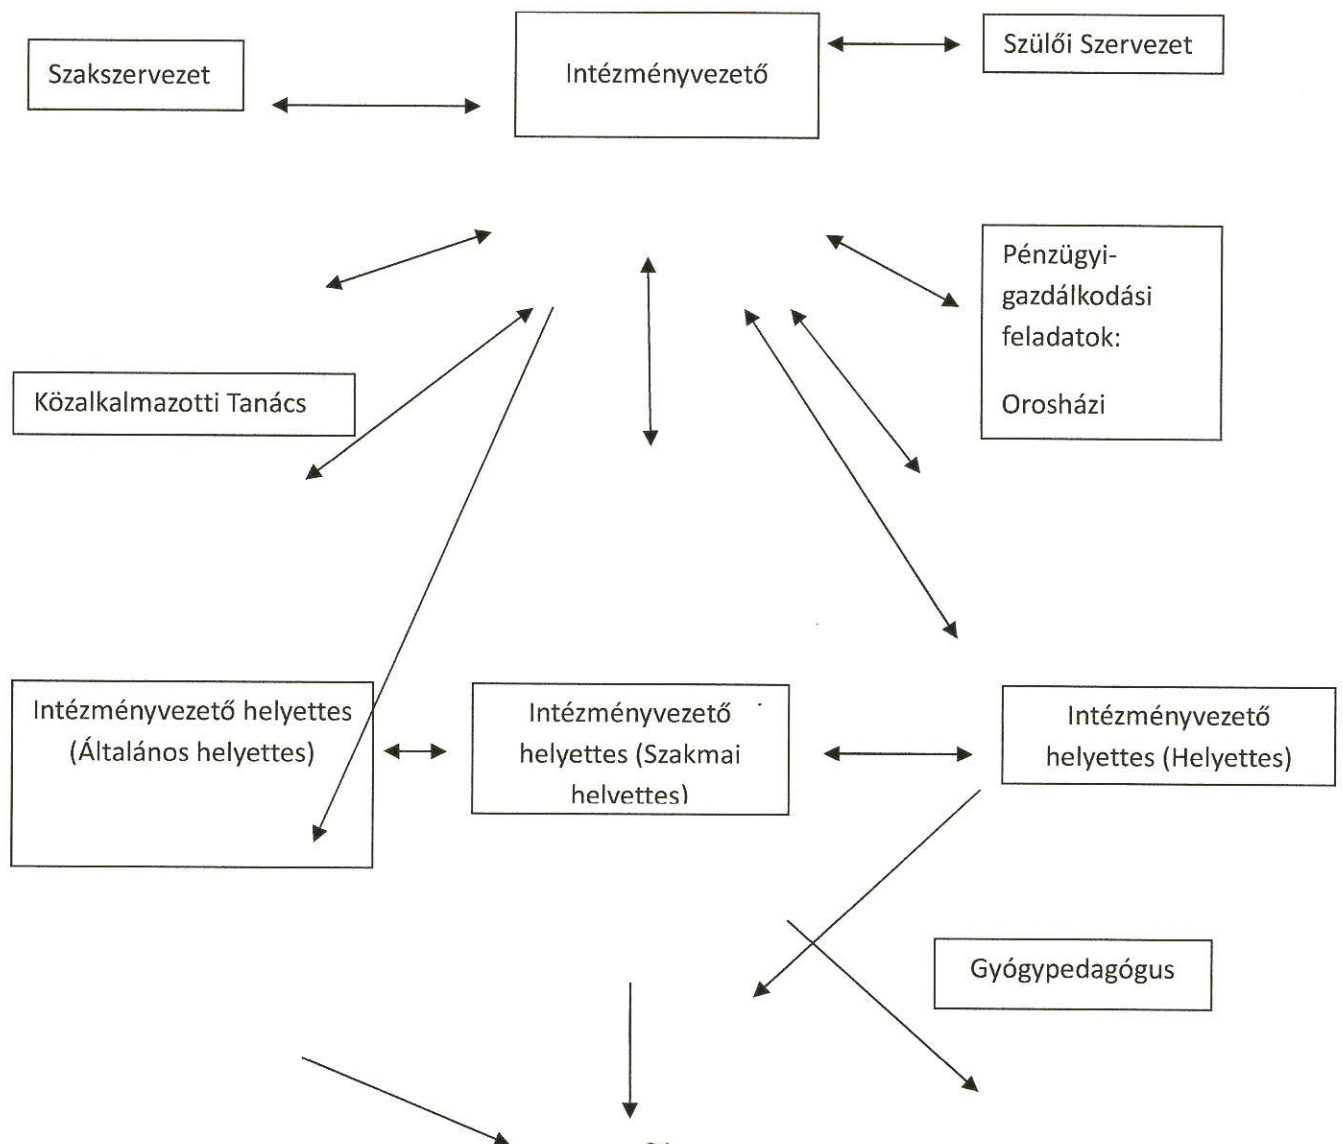 Szakszervezet
Intézményvezető
Szülői Szervezet
Pénzügyi-
gazdálkodási
feladatok:
Orosházi
Közalkalmazotti Tanács
Intézményvezető helyettes
(Általános helyettes)
Intézményvezető
helyettes (Szakmai
helyettes)
Intézményvezető
helyettes (Helyettes)
Gyógypedagógus